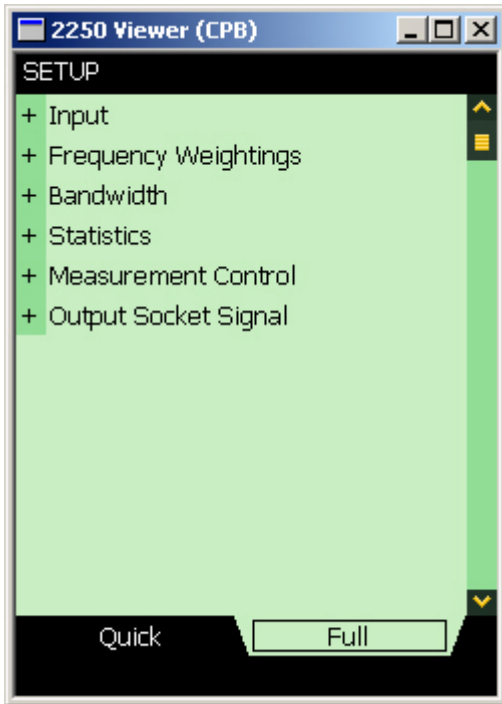 2250 Viewer (CPB)
SETUP
+ Input
+ Frequency Weightings
+ Bandwidth
+ Statistics
+ Measurement Control
+ Output Socket Signal
Quick Full